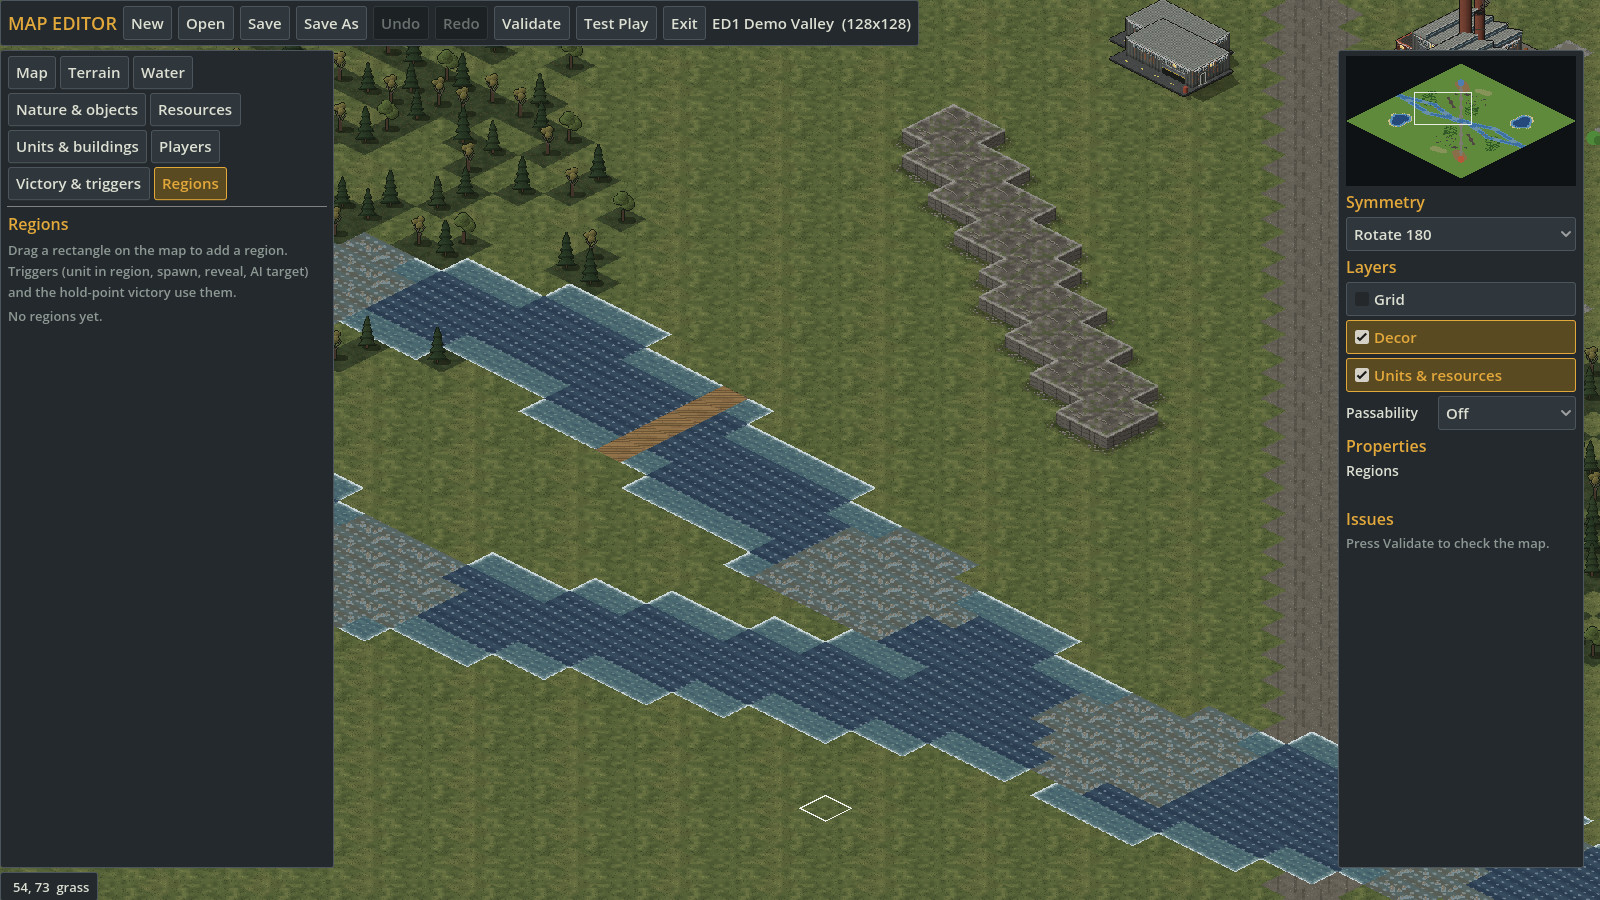 MAP EDITOR New Open Save Save As Undo Redo Validate Test Play Exit ED1 Demo Valley (128x128)
Map Terrain Water
Nature & objects Resources
Units & buildings Players
Victory & triggers Regions
Regions
Drag a rectangle on the map to add a region.
Triggers (unit in region, spawn, reveal, AI target)
and the hold-point victory use them.
No regions yet.
Symmetry
Rotate 180
Layers
Grid
Decor
Units & resources
Passability Off
Properties
Regions
Issues
Press Validate to check the map.
54, 73 grass